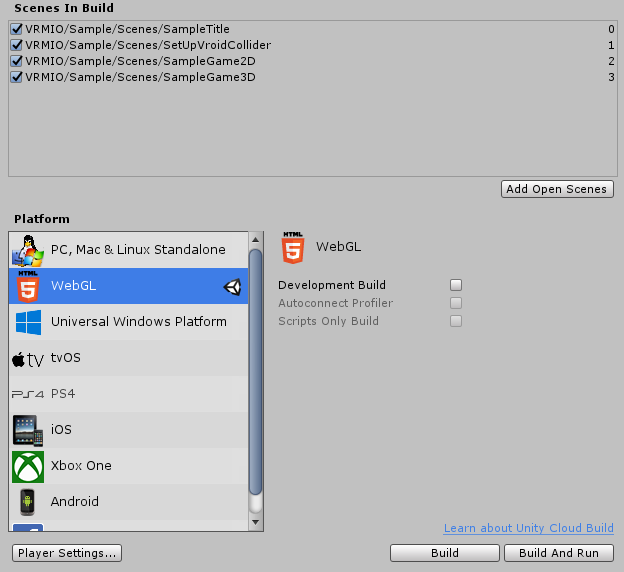 Scenes In Build
VRMIO/Sample/Scenes/SampleTitle 0
VRMIO/Sample/Scenes/SetUpVroidCollider 1
VRMIO/Sample/Scenes/SampleGame2D 2
VRMIO/Sample/Scenes/SampleGame3D 3
Add Open Scenes
Platform
PC, Mac & Linux Standalone
HTML 5 WebGL
Universal Windows Platform
tv tvOS
PS4 PS4
iOS
Xbox One
Android
HTML 5 WebGL
Development Build
Autoconnect Profiler
Scripts Only Build
Learn about Unity Cloud Build
Player Settings...
Build
Build And Run